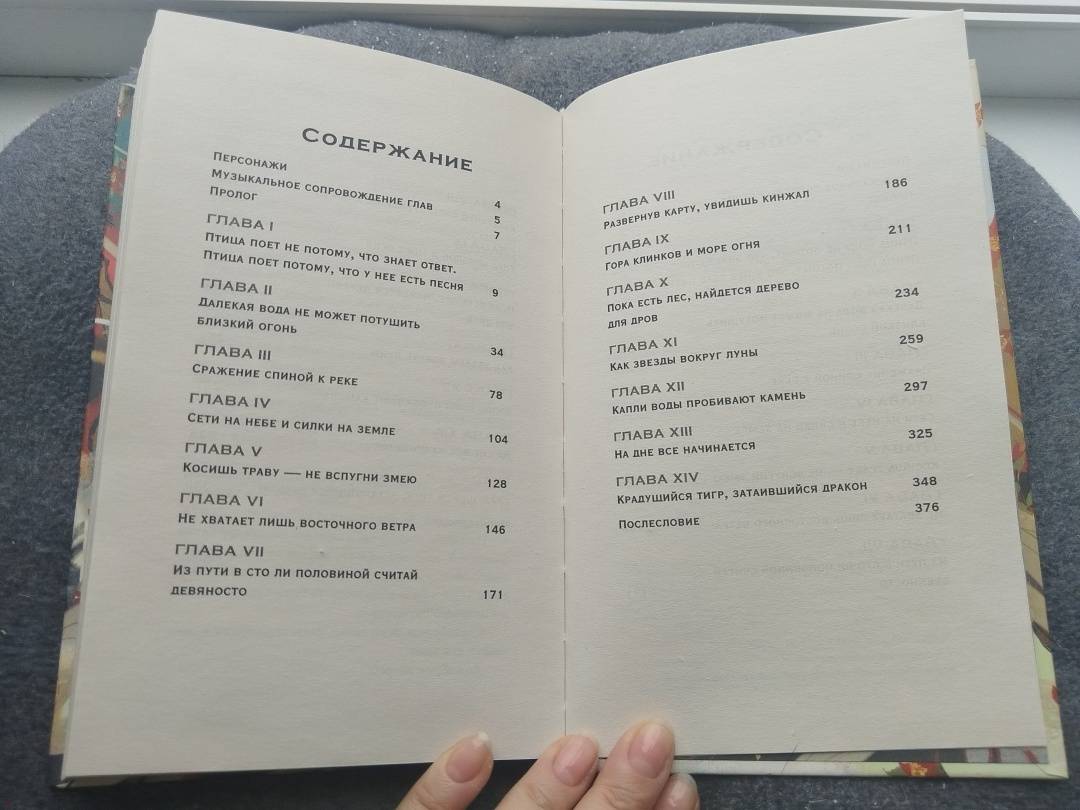 Содержание
Персонажи 4
Музыкальное сопровождение глав 5
Пролог 7
ГЛАВА I
Птица поет не потому, что знает ответ.
Птица поет потому, что у нее есть песня 9
ГЛАВА II
Далекая вода не может потушить
близкий огонь 34
ГЛАВА III
Сражение спиной к реке 78
ГЛАВА IV
Сети на небе и силки на земле 104
ГЛАВА V
Косишь траву — не вспугни змею 128
ГЛАВА VI
Не хватает лишь восточного ветра 146
ГЛАВА VII
Из пути в сто ли половиной считай
девяносто 171
ГЛАВА VIII
Развернув карту, увидишь кинжал 186
ГЛАВА IX
Гора клинков и море огня 211
ГЛАВА X
Пока есть лес, найдется дерево
для дров 234
ГЛАВА XI
Как звезды вокруг луны 259
ГЛАВА XII
Капли воды пробивают камень 297
ГЛАВА XIII
На дне все начинается 325
ГЛАВА XIV
Крадущийся тигр, затаившийся дракон 348
Послесловие 376